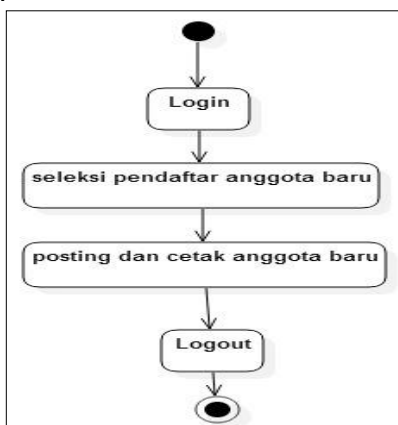 Login
seleksi pendaftar anggota baru
posting dan cetak anggota baru
Logout